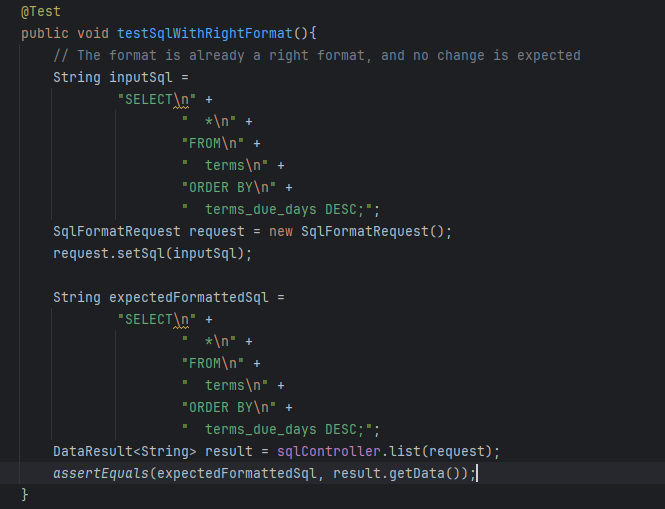 @Test
public void testSqlWithRightFormat(){
    // The format is already a right format, and no change is expected
    String inputSql =
            "SELECT\n" +
                    "  *\n" +
                    "FROM\n" +
                    "  terms\n" +
                    "ORDER BY\n" +
                    "  terms_due_days DESC;";
    SqlFormatRequest request = new SqlFormatRequest();
    request.setSql(inputSql);

    String expectedFormattedSql =
            "SELECT\n" +
                    "  *\n" +
                    "FROM\n" +
                    "  terms\n" +
                    "ORDER BY\n" +
                    "  terms_due_days DESC;";
    DataResult<String> result = sqlController.list(request);
    assertEquals(expectedFormattedSql, result.getData());
}